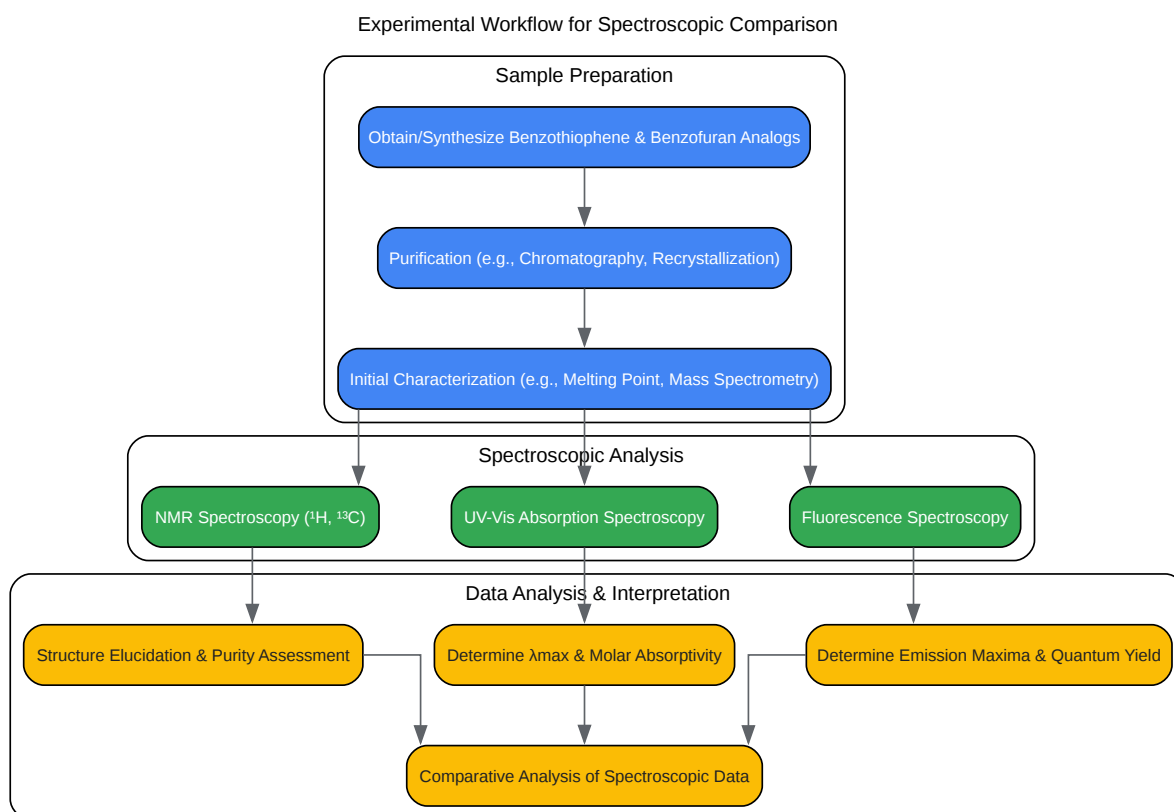 Experimental Workflow for Spectroscopic Comparison
Sample Preparation
Obtain/Synthesize Benzothiophene & Benzofuran Analogs
Purification (e.g., Chromatography, Recrystallization)
Initial Characterization (e.g., Melting Point, Mass Spectrometry)
Spectroscopic Analysis
NMR Spectroscopy (¹H, ¹³C)
UV-Vis Absorption Spectroscopy
Fluorescence Spectroscopy
Data Analysis & Interpretation
Structure Elucidation & Purity Assessment
Determine λmax & Molar Absorptivity
Determine Emission Maxima & Quantum Yield
Comparative Analysis of Spectroscopic Data